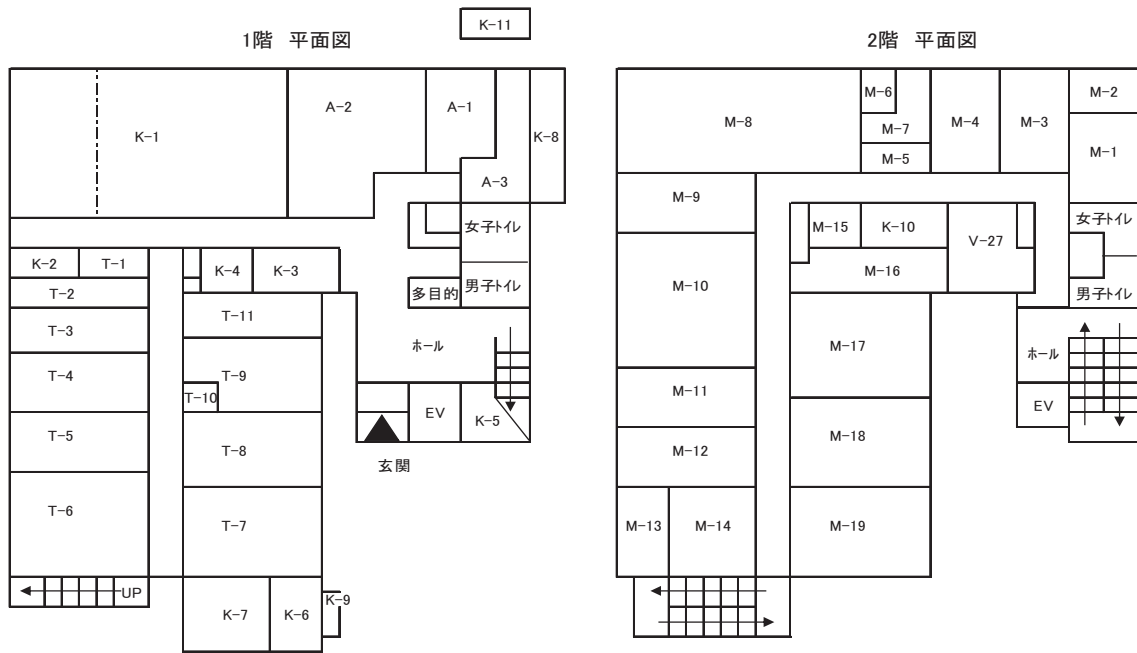 K-11
1階 平面図
K-1
A-2
A-1
K-8
A-3
女子トイレ
K-2
T-1
K-4
K-3
T-2
多目的
男子トイレ
T-11
T-3
ホール
T-4
T-9
T-10
EV
K-5
T-5
T-8
玄関
T-6
T-7
UP
K-9
K-7
K-6
2階 平面図
M-6
M-2
M-8
M-7
M-4
M-3
M-5
M-1
M-9
女子トイレ
M-15
K-10
V-27
M-16
M-10
男子トイレ
M-17
ホール
M-11
EV
M-18
M-12
M-13
M-14
M-19